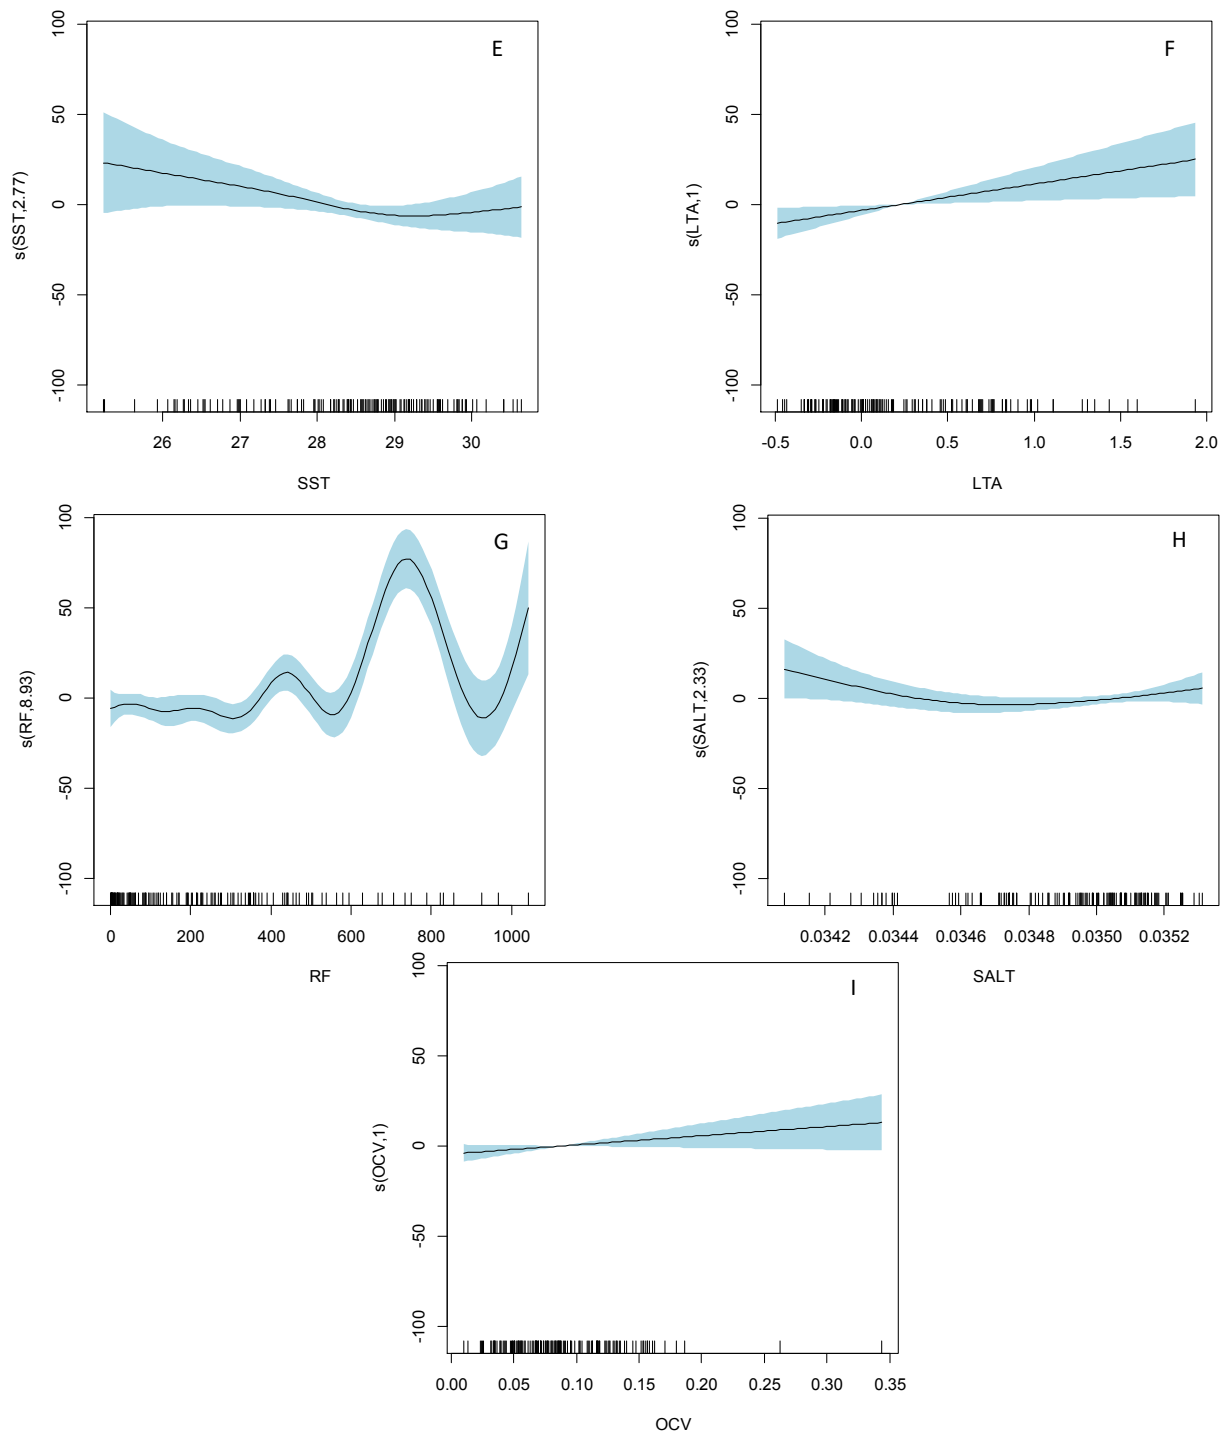 E
s(SST,2.77)
100
50
0
-50
-100
26 27 28 29 30
SST
F
s(LTA,1)
100
50
0
-50
-100
-0.5 0.0 0.5 1.0 1.5 2.0
LTA
G
s(RF,8.93)
100
50
0
-50
-100
0 200 400 600 800 1000
RF
H
s(SALT,2.33)
100
50
0
-50
-100
0.0342 0.0344 0.0346 0.0348 0.0350 0.0352
SALT
I
s(OCV,1)
100
50
0
-50
-100
0.00 0.05 0.10 0.15 0.20 0.25 0.30 0.35
OCV